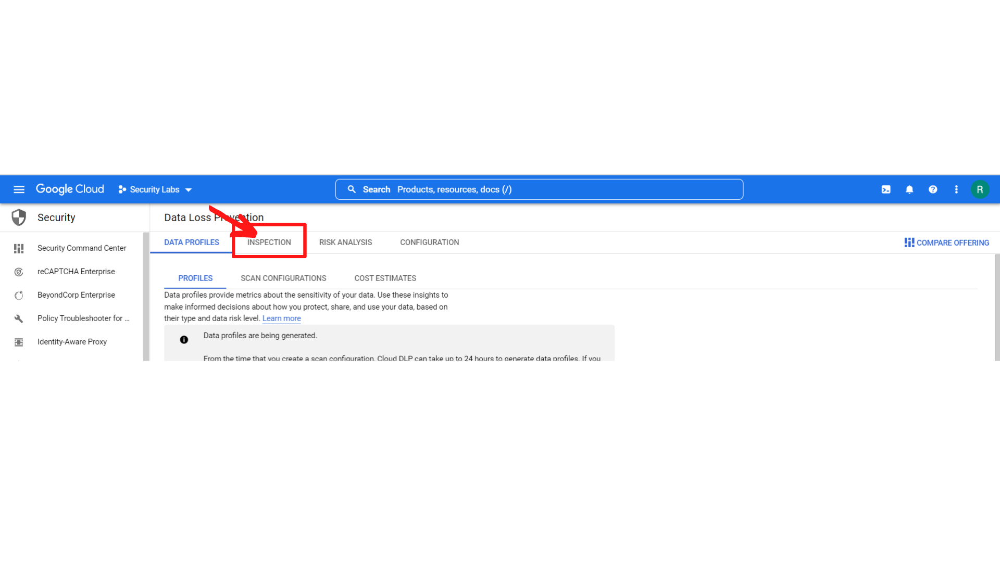 Google Cloud
Security Labs
Search Products, resources, docs (/)
R
Security
Data Loss Prevention
DATA PROFILES
INSPECTION
RISK ANALYSIS
CONFIGURATION
COMPARE OFFERING
Security Command Center
reCAPTCHA Enterprise
BeyondCorp Enterprise
Policy Troubleshooter for ...
Identity-Aware Proxy
PROFILES
SCAN CONFIGURATIONS
COST ESTIMATES
Data profiles provide metrics about the sensitivity of your data. Use these insights to
make informed decisions about how you protect, share, and use your data, based on
their type and data risk level. Learn more
Data profiles are being generated.
From the time that you create a scan configuration, Cloud DLP can take up to 24 hours to generate data profiles. If you